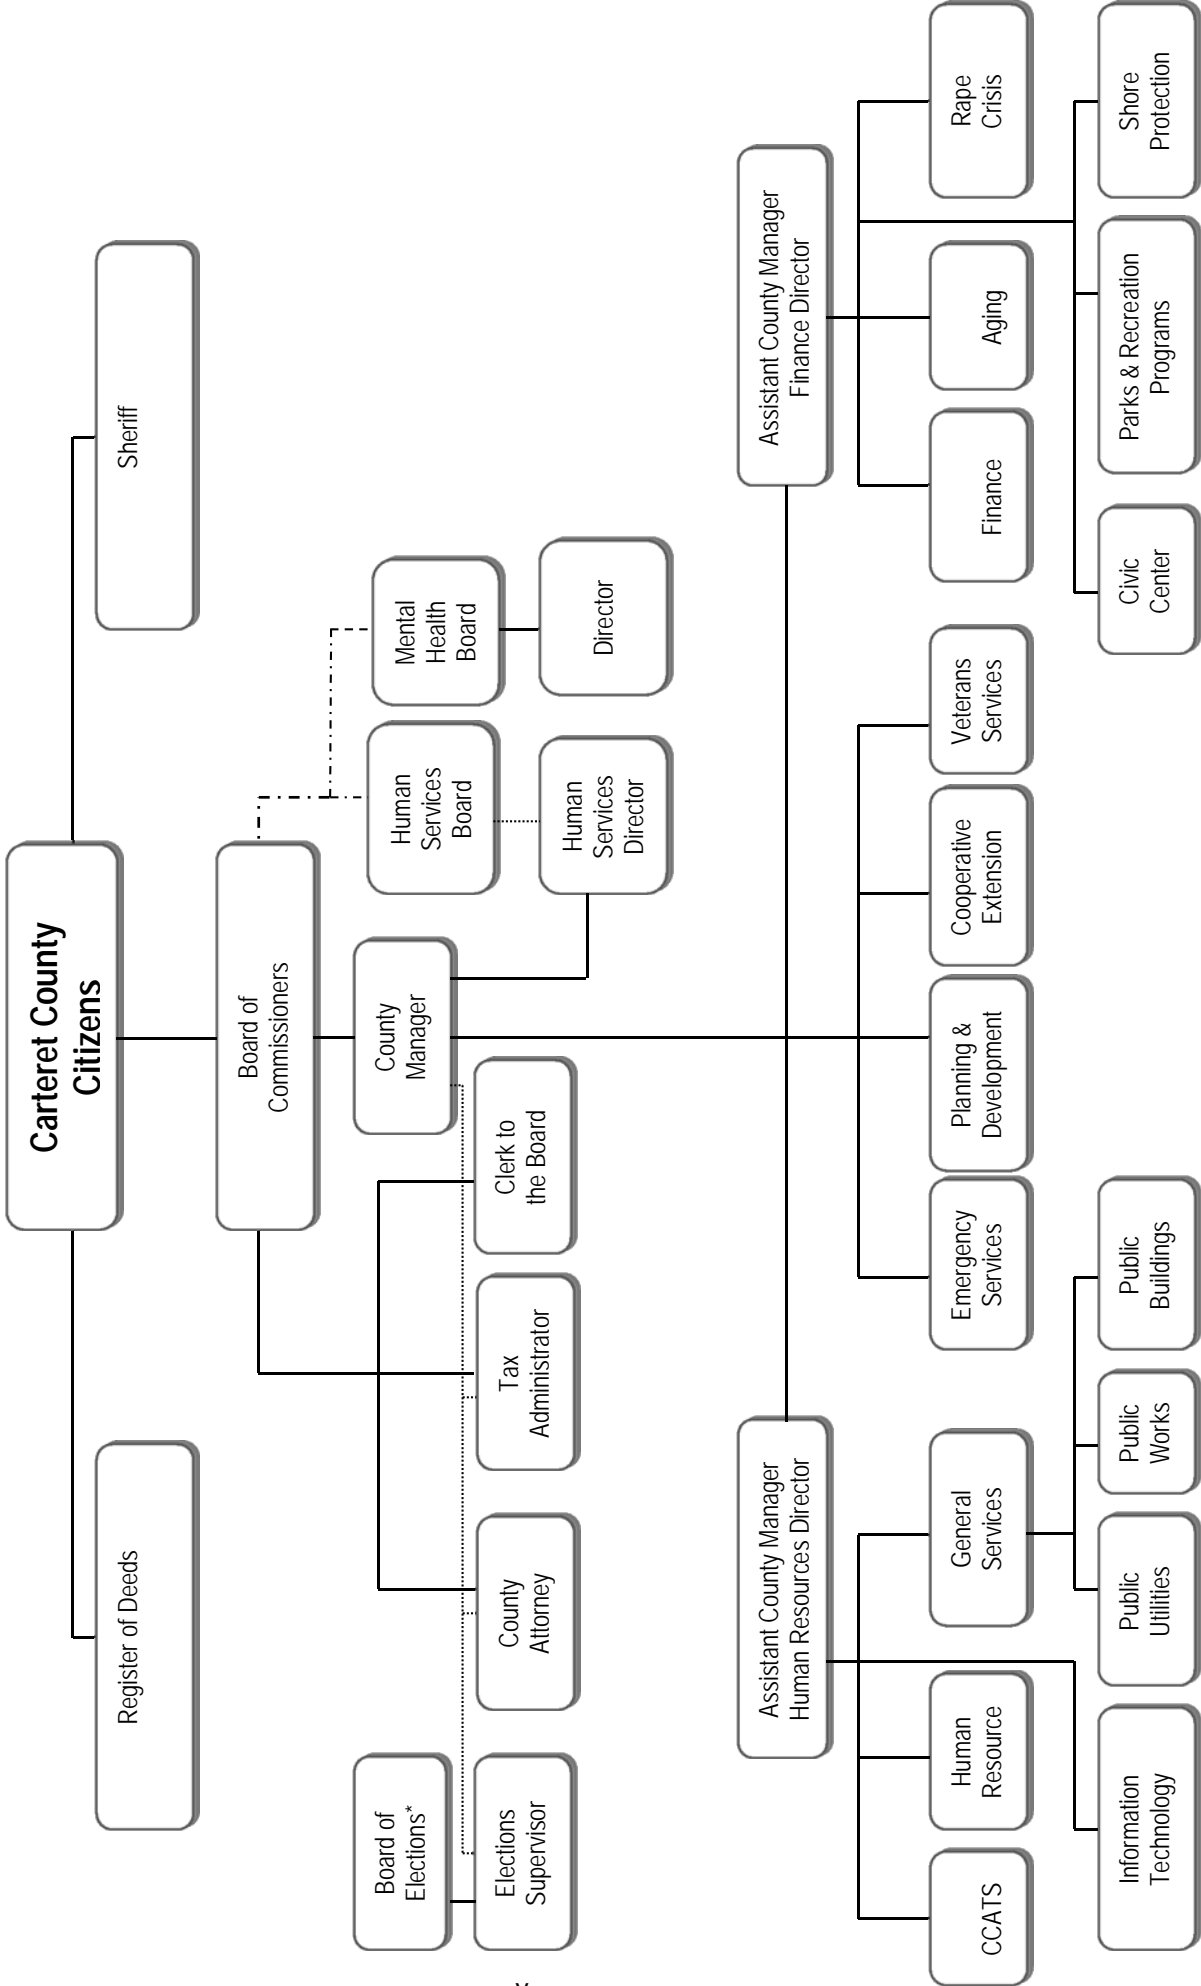 Carteret County
Citizens
Register of Deeds
Sheriff
Board of
Commissioners
Board of
Elections*
County
Manager
Human
Services
Board
Mental
Health
Board
Elections
Supervisor
County
Attorney
Tax
Administrator
Clerk to
the Board
Human
Services
Director
Director
Assistant County Manager
Human Resources Director
Assistant County Manager
Finance Director
CCATS
Human
Resource
General
Services
Emergency
Services
Planning &
Development
Cooperative
Extension
Veterans
Services
Finance
Aging
Rape
Crisis
Information
Technology
Public
Utilities
Public
Works
Public
Buildings
Civic
Center
Parks & Recreation
Programs
Shore
Protection